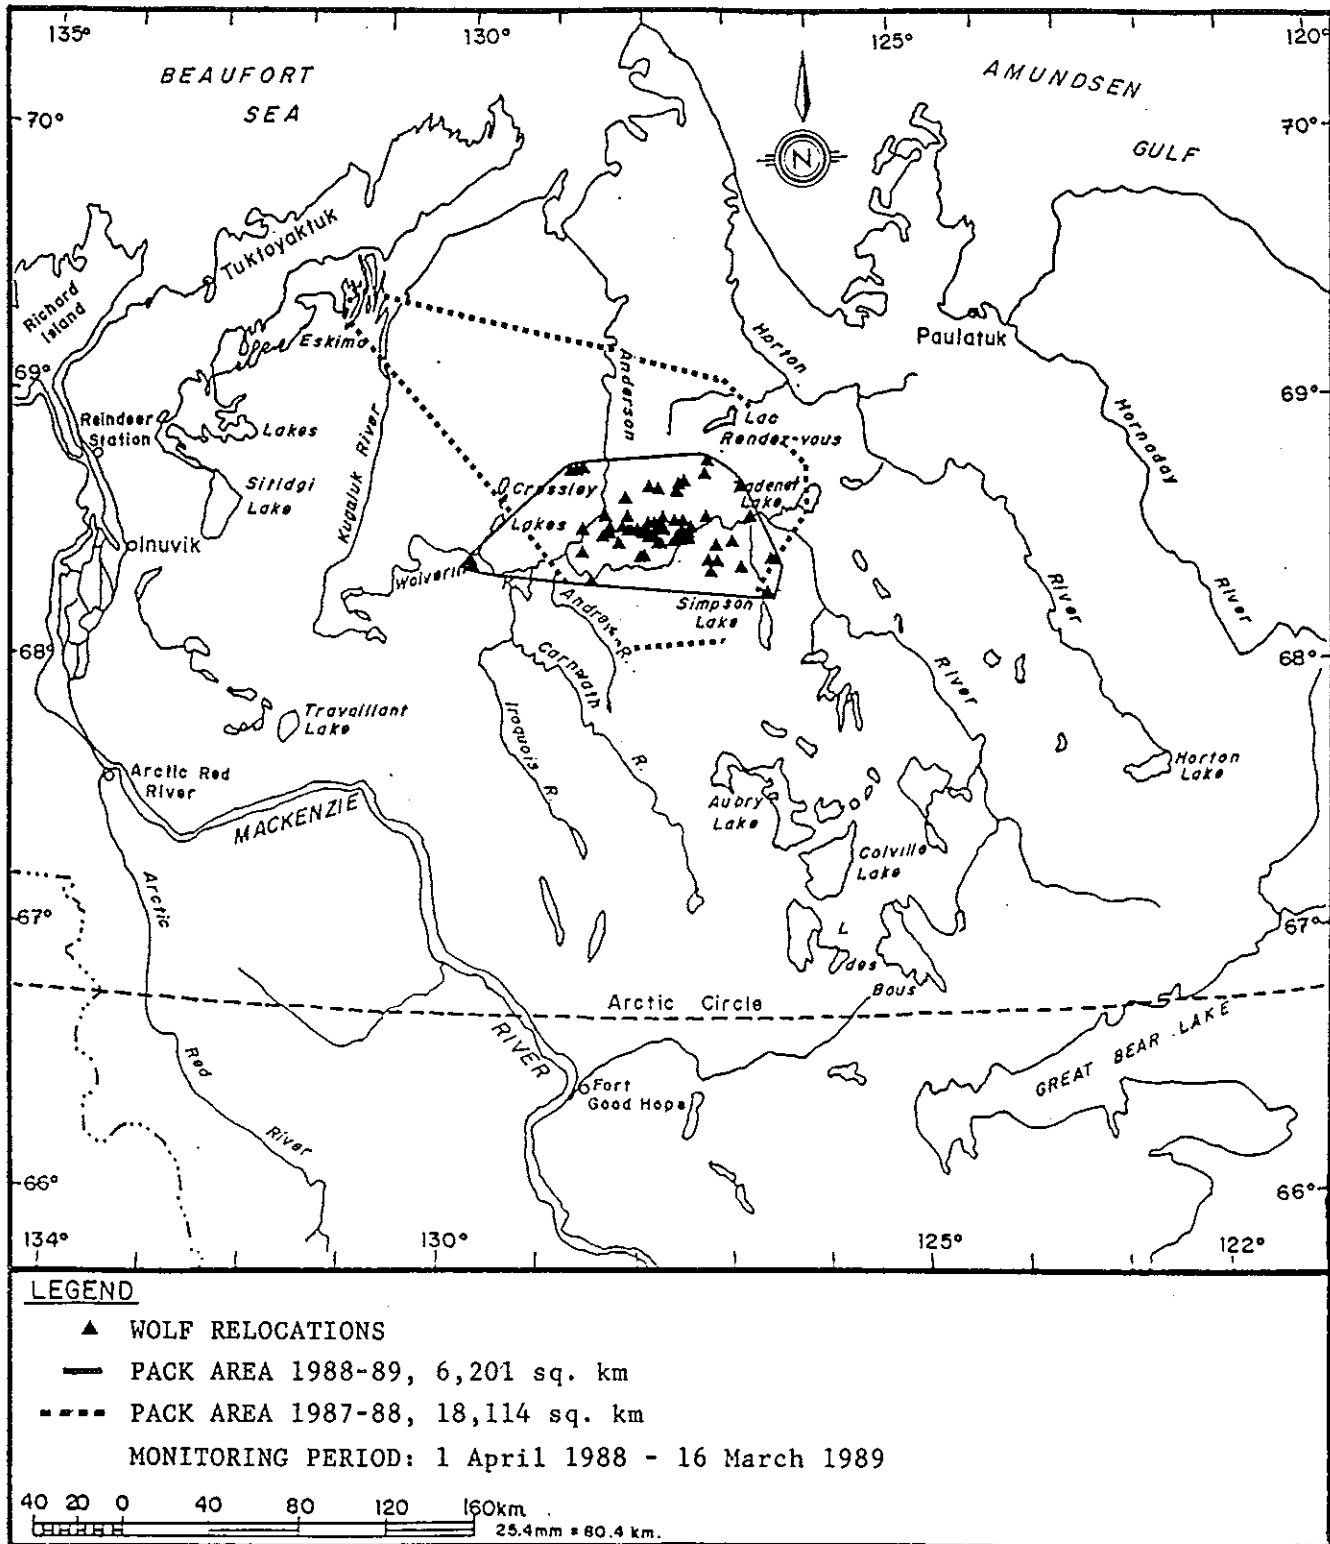 135°
130°
125°
120°
BEAUFORT
SEA
AMUNDSEN
GULF
70°
70°
N
Tuktoyaktuk
Richard
Island
Eskimo
Lakes
Paulatuk
69°
69°
Reindeer
Station
Sitidgi
Lake
Kugaluk River
Anderson
Horton
Lac
Rendez-vous
Hornaday
River
Crossley
Lakes
adenet
Lake
Inuvik
Wolverin
Simpson
Lake
Andrew R.
Carnwath
R.
Iroquois R.
River
River
68°
68°
Travaillant
Lake
Horton
Lake
Arctic Red
River
MACKENZIE
RIVER
Aubry
Lake
Colville
Lake
Arctic
Red
River
67°
67°
L
des
Bous
Arctic Circle
GREAT BEAR LAKE
Fort
Good Hope
66°
66°
134°
130°
125°
122°
LEGEND
▲ WOLF RELOCATIONS
PACK AREA 1988-89, 6,201 sq. km
PACK AREA 1987-88, 18,114 sq. km
MONITORING PERIOD: 1 April 1988 - 16 March 1989
40 20 0 40 80 120 160km
25.4mm = 80.4 km.